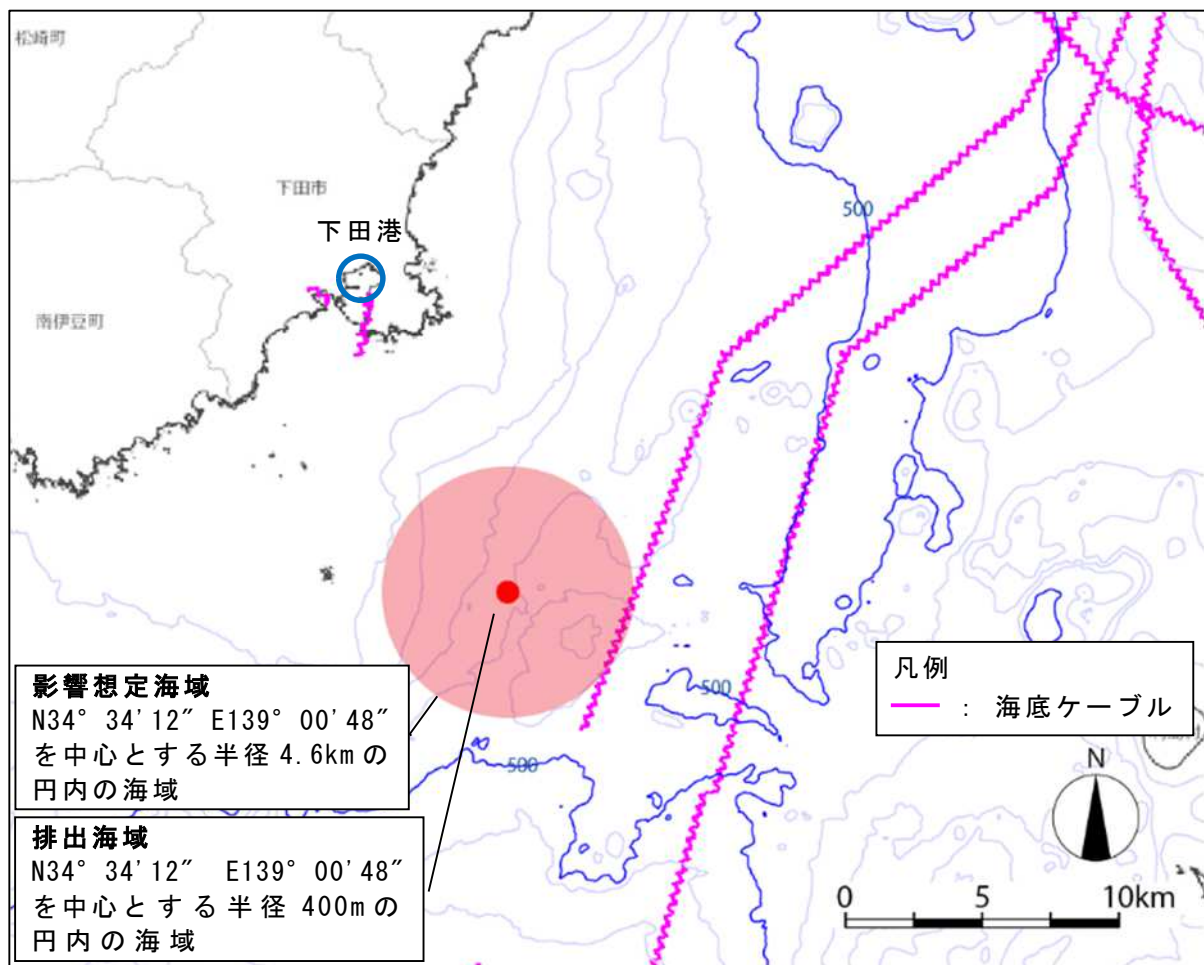 松崎町
下田市
下田港
南伊豆町
500
500
500
影響想定海域
N34° 34′12″ E139° 00′48″
を中心とする半径 4.6km の
円内の海域
排出海域
N34° 34′12″ E139° 00′48″
を中心とする半径 400m の
円内の海域
凡例
： 海底ケーブル
N
0 5 10km